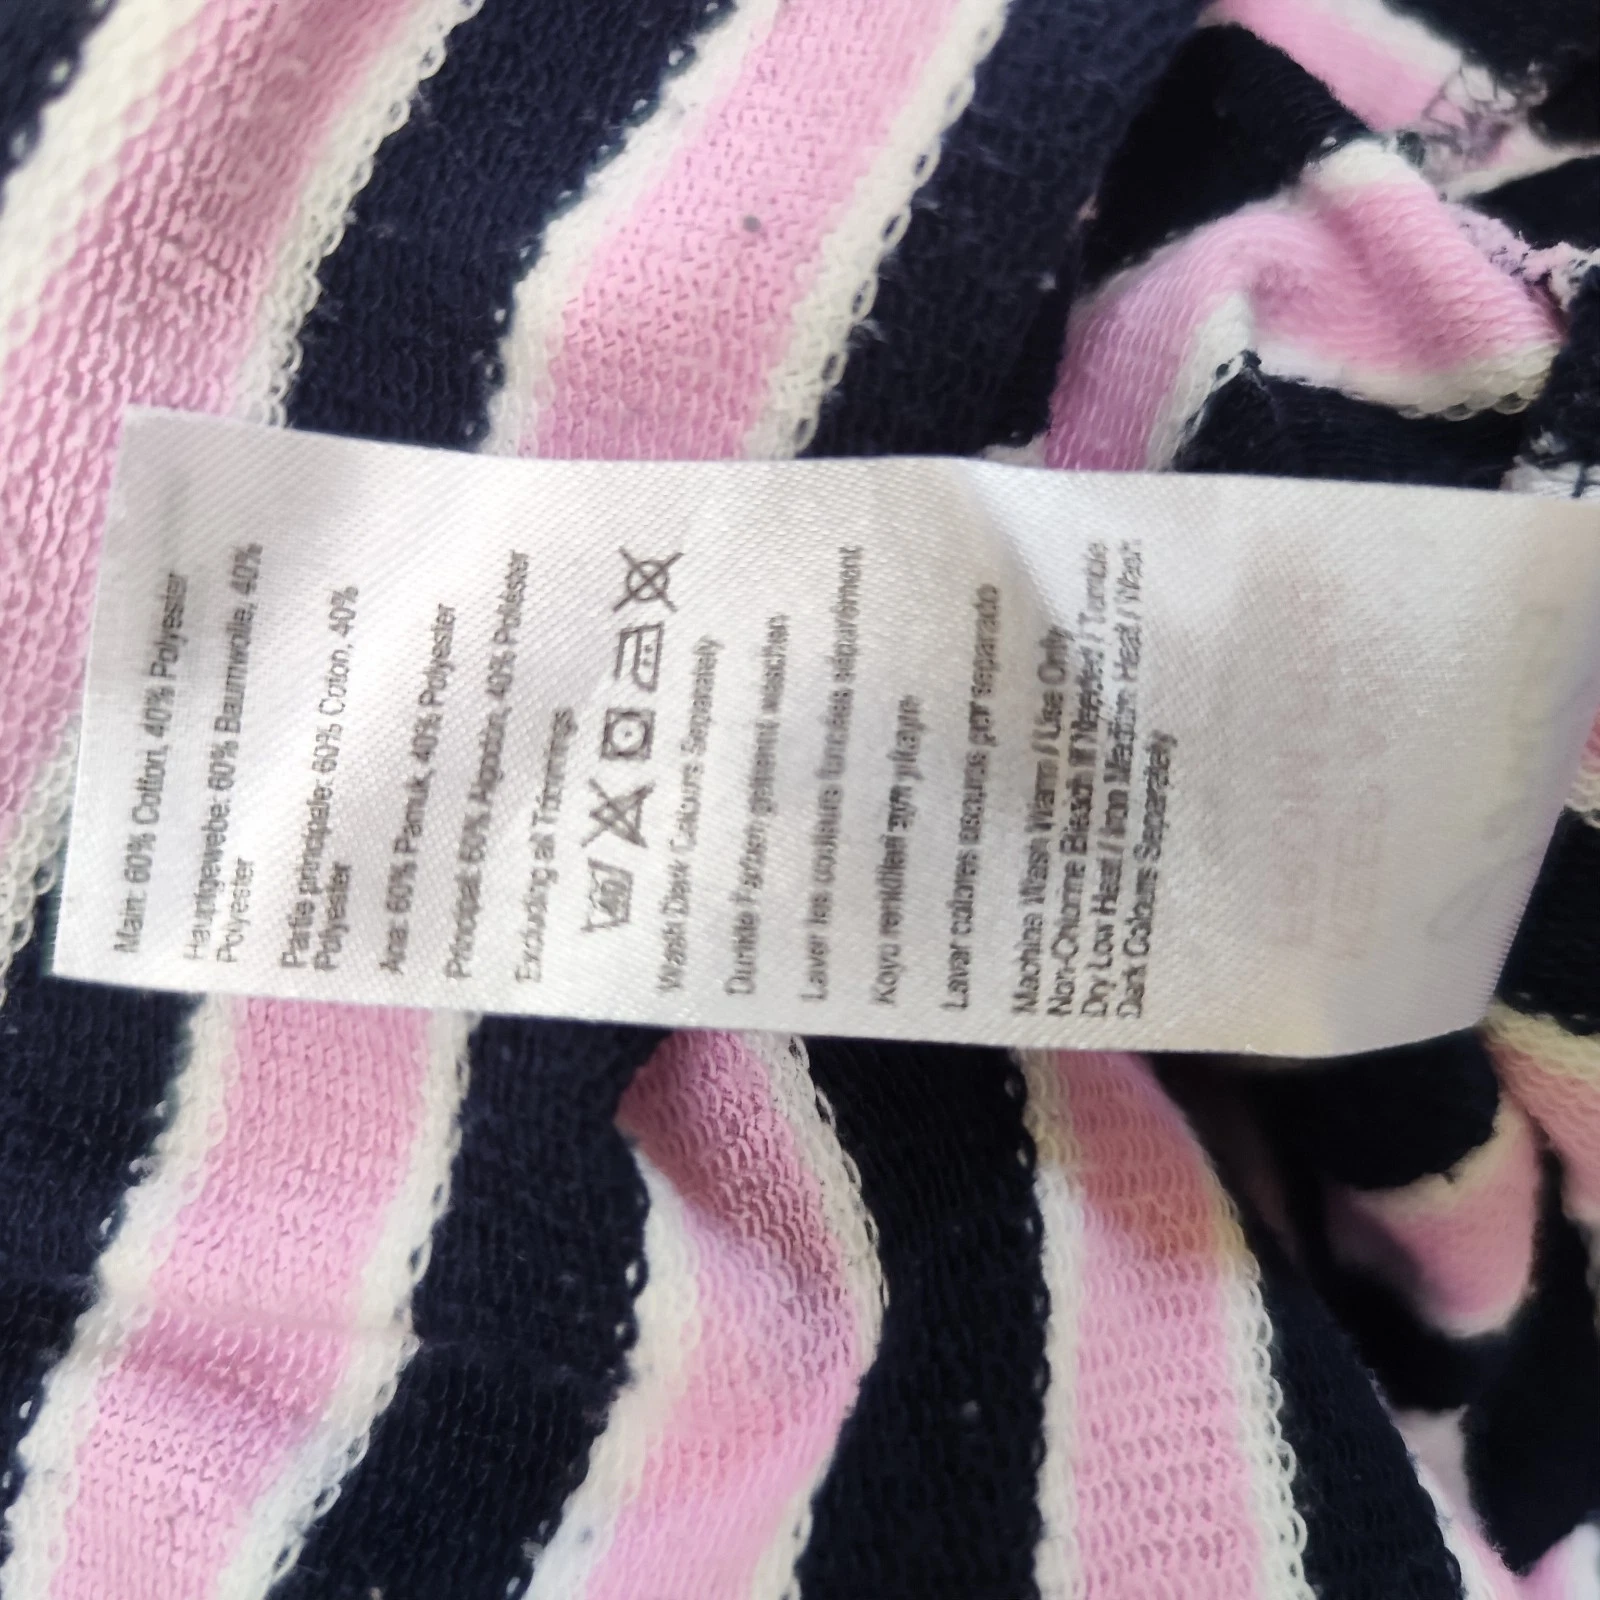 Main: 60% Cotton, 40% Polyester
Hauptgewebe: 60% Baumwolle, 40%
Polyester
Partie principale: 60% Coton, 40%
Polyester
Ana: 60% Pamuk, 40% Polyester
Principal: 60% Algodón, 40% Poliéster
Excluding all Trimmings
40
Wash Dark Colours Separately
Dunkle Farben getrennt waschen
Laver les couleurs foncées séparément
Koyu renklileri ayrı yıkayın
Lavar colores oscuros por separado
Machine Wash Warm / Use Only
Non-Chlorine Bleach If Needed / Tumble
Dry Low Heat / Iron Medium Heat / Wash
Dark Colours Separately